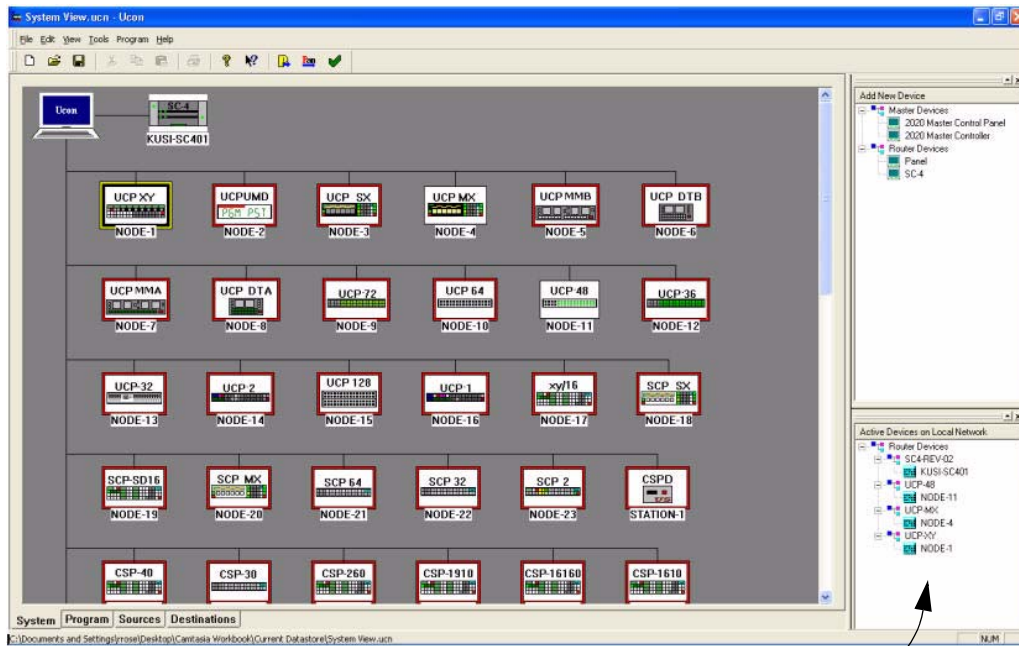 System View.ucn - Ucon
File Edit View Tools Program Help
Ucon
SC-4
KUSI-SC401
UCP XY
NODE-1
UCPUMD
PGM PST
NODE-2
UCP SX
NODE-3
UCP MX
NODE-4
UCP MMB
NODE-5
UCP DTB
NODE-6
UCP MMA
NODE-7
UCP DTA
NODE-8
UCP-72
NODE-9
UCP 64
NODE-10
UCP-48
NODE-11
UCP-36
NODE-12
UCP-32
NODE-13
UCP-2
NODE-14
UCP 128
NODE-15
UCP-1
NODE-16
xy/16
NODE-17
SCP SX
NODE-18
SCP-SD16
NODE-19
SCP MX
NODE-20
SCP 64
NODE-21
SCP 32
NODE-22
SCP 2
NODE-23
CSPD
STATION-1
CSP-40
CSP-30
CSP-260
CSP-1910
CSP-16160
CSP-1610
System Program Sources Destinations
C:\Documents and Settings\rrose\Desktop\Camtasia Workbook\Current Datastore\System View.ucn
NUM
Add New Device
Master Devices
2020 Master Control Panel
2020 Master Controller
Router Devices
Panel
SC-4
Active Devices on Local Network
Router Devices
SC4-REV-02
KUSI-SC401
UCP-48
NODE-11
UCP-MX
NODE-4
UCP-XY
NODE-1